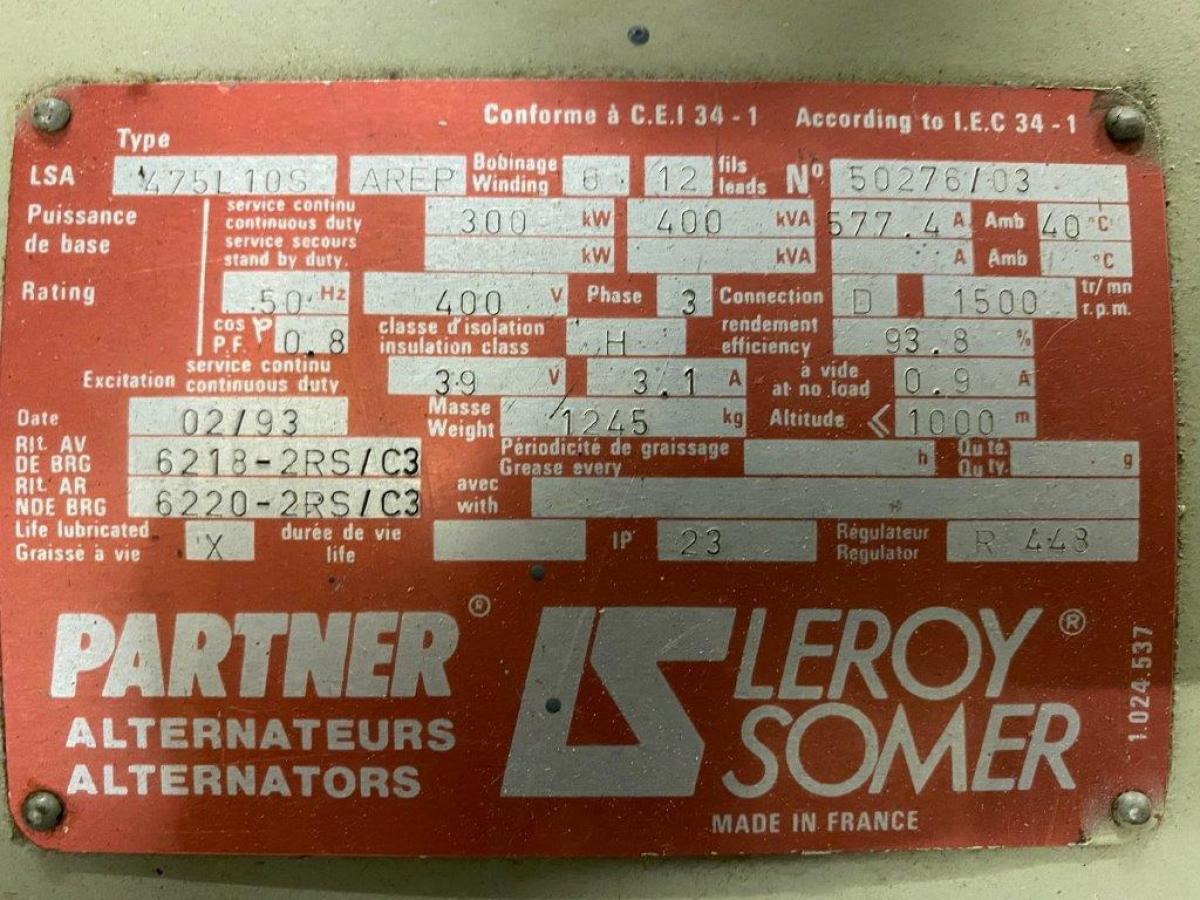 Conforme à C.E.I 34 - 1 According to I.E.C 34 - 1
Type
LSA 475L10S AREP Bobinage Winding 6 12 fils leads Nº 50276/03
Puissance de base service continu continuous duty 300 kW 400 kVA 577.4 A Amb 40 °C
service secours stand by duty. kW kVA A Amb °C
Rating 50 Hz 400 V Phase 3 Connection D 1500 tr/mn r.p.m.
cos φ P.F. 0.8 classe d'isolation insulation class H rendement efficiency 93.8 %
Excitation service continu continuous duty 39 V 3.1 A à vide at no load 0.9 A
Date 02/93 Masse Weight 1245 kg Altitude ≤ 1000 m
Rlt. AV DE BRG 6218-2RS/C3 Périodicité de graissage Grease every h Qu té. Qu ty. g
Rlt. AR NDE BRG 6220-2RS/C3 avec with
Life lubricated Graissé à vie X durée de vie life IP 23 Régulateur Regulator R 448
PARTNER ®
ALTERNATEURS
ALTERNATORS
LS LEROY ®
SOMER
MADE IN FRANCE
1024.537